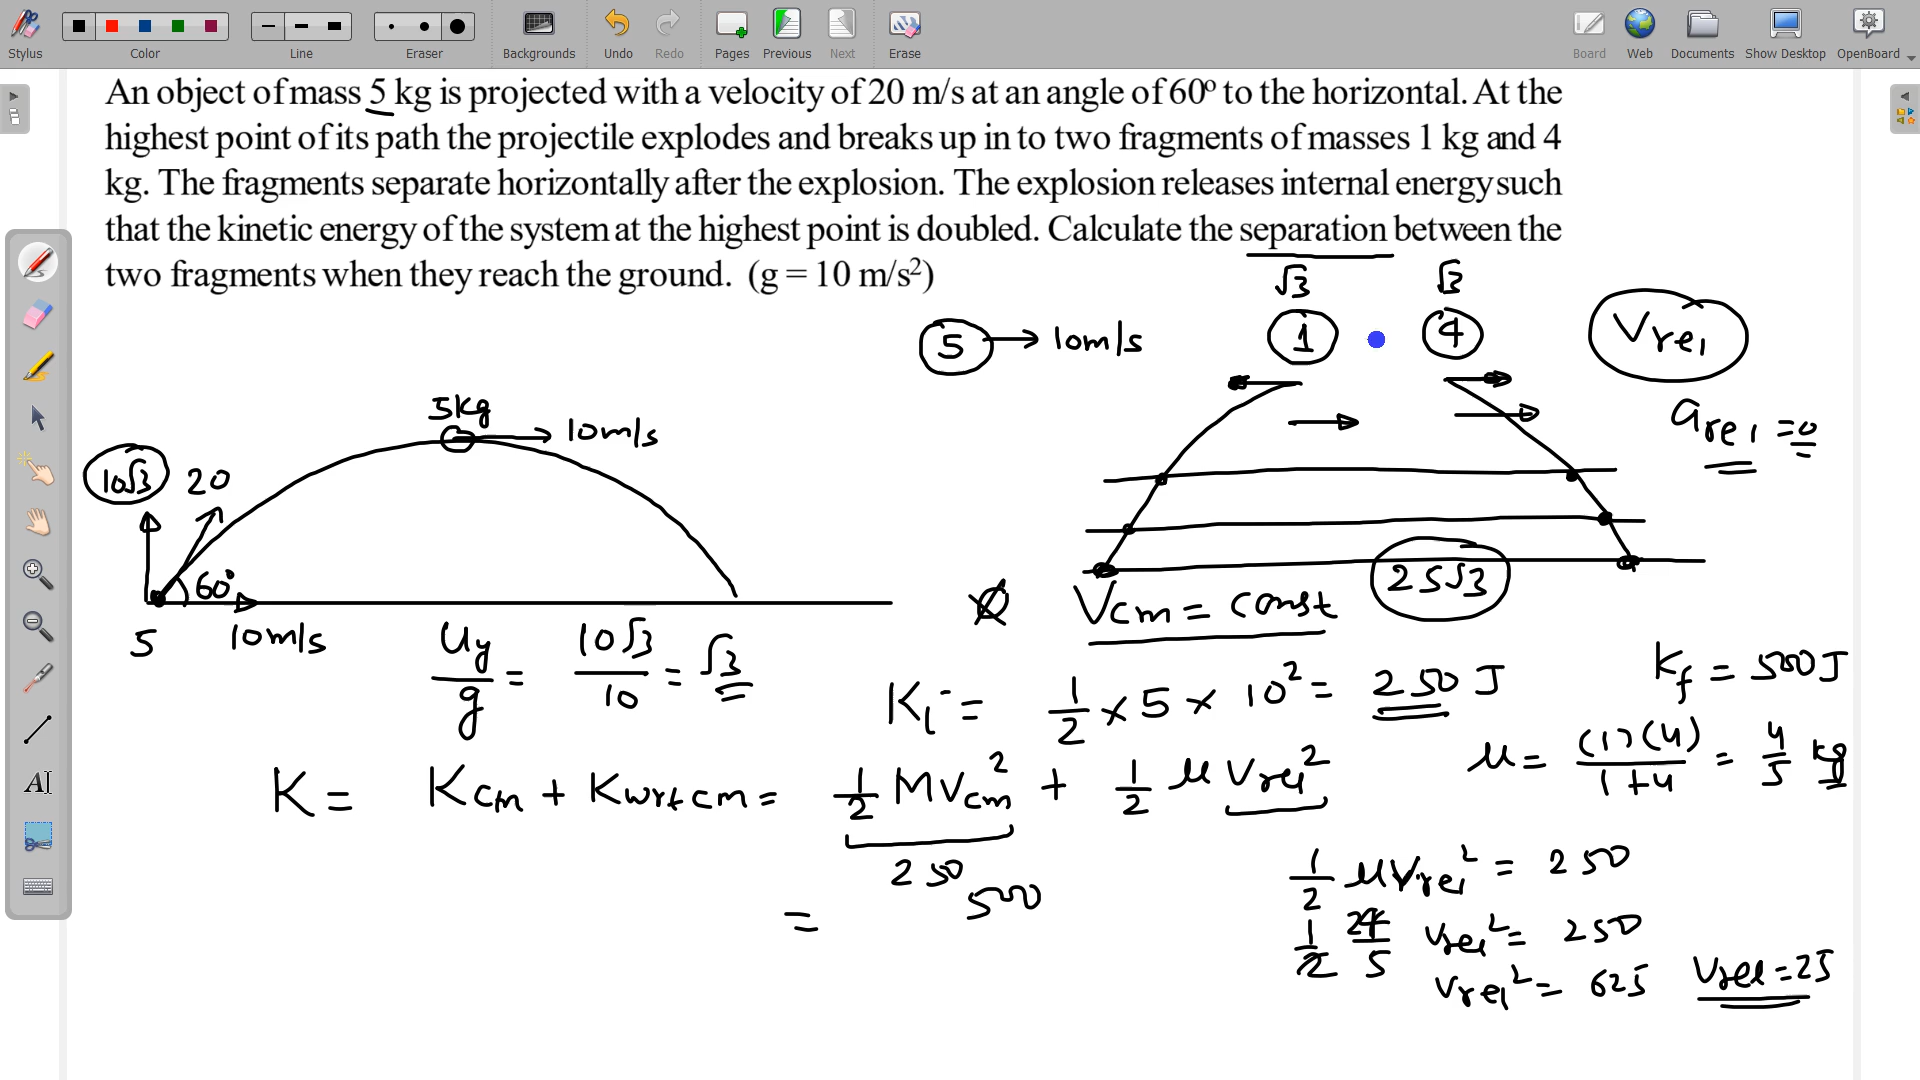 Stylus Color Line Eraser Backgrounds Undo Redo Pages Previous Next Erase Board Web Documents Show Desktop OpenBoard
An object of mass 5 kg is projected with a velocity of 20 m/s at an angle of 60º to the horizontal. At the
highest point of its path the projectile explodes and breaks up in to two fragments of masses 1 kg and 4
kg. The fragments separate horizontally after the explosion. The explosion releases internal energy such
that the kinetic energy of the system at the highest point is doubled. Calculate the separation between the
two fragments when they reach the ground. (g = 10 m/s²)
√3 √3
5 → 10m/s 1 4 Vrel
5kg 10m/s
arel = 0
10√3 20
60°
5 10m/s
25√3
Vcm = const
uy/g = 10√3/10 = √3
Ki = 1/2 × 5 × 10² = 250 J
Kf = 500J
μ = (1)(4)/1+4 = 4/5 kg
K = Kcm + Kwrtcm = 1/2 MVcm² + 1/2 μ Vrel²
250
= 500
1/2 μVrel² = 250
1/2 4/5 Vrel² = 250
Vrel² = 625 Vrel = 25
AI